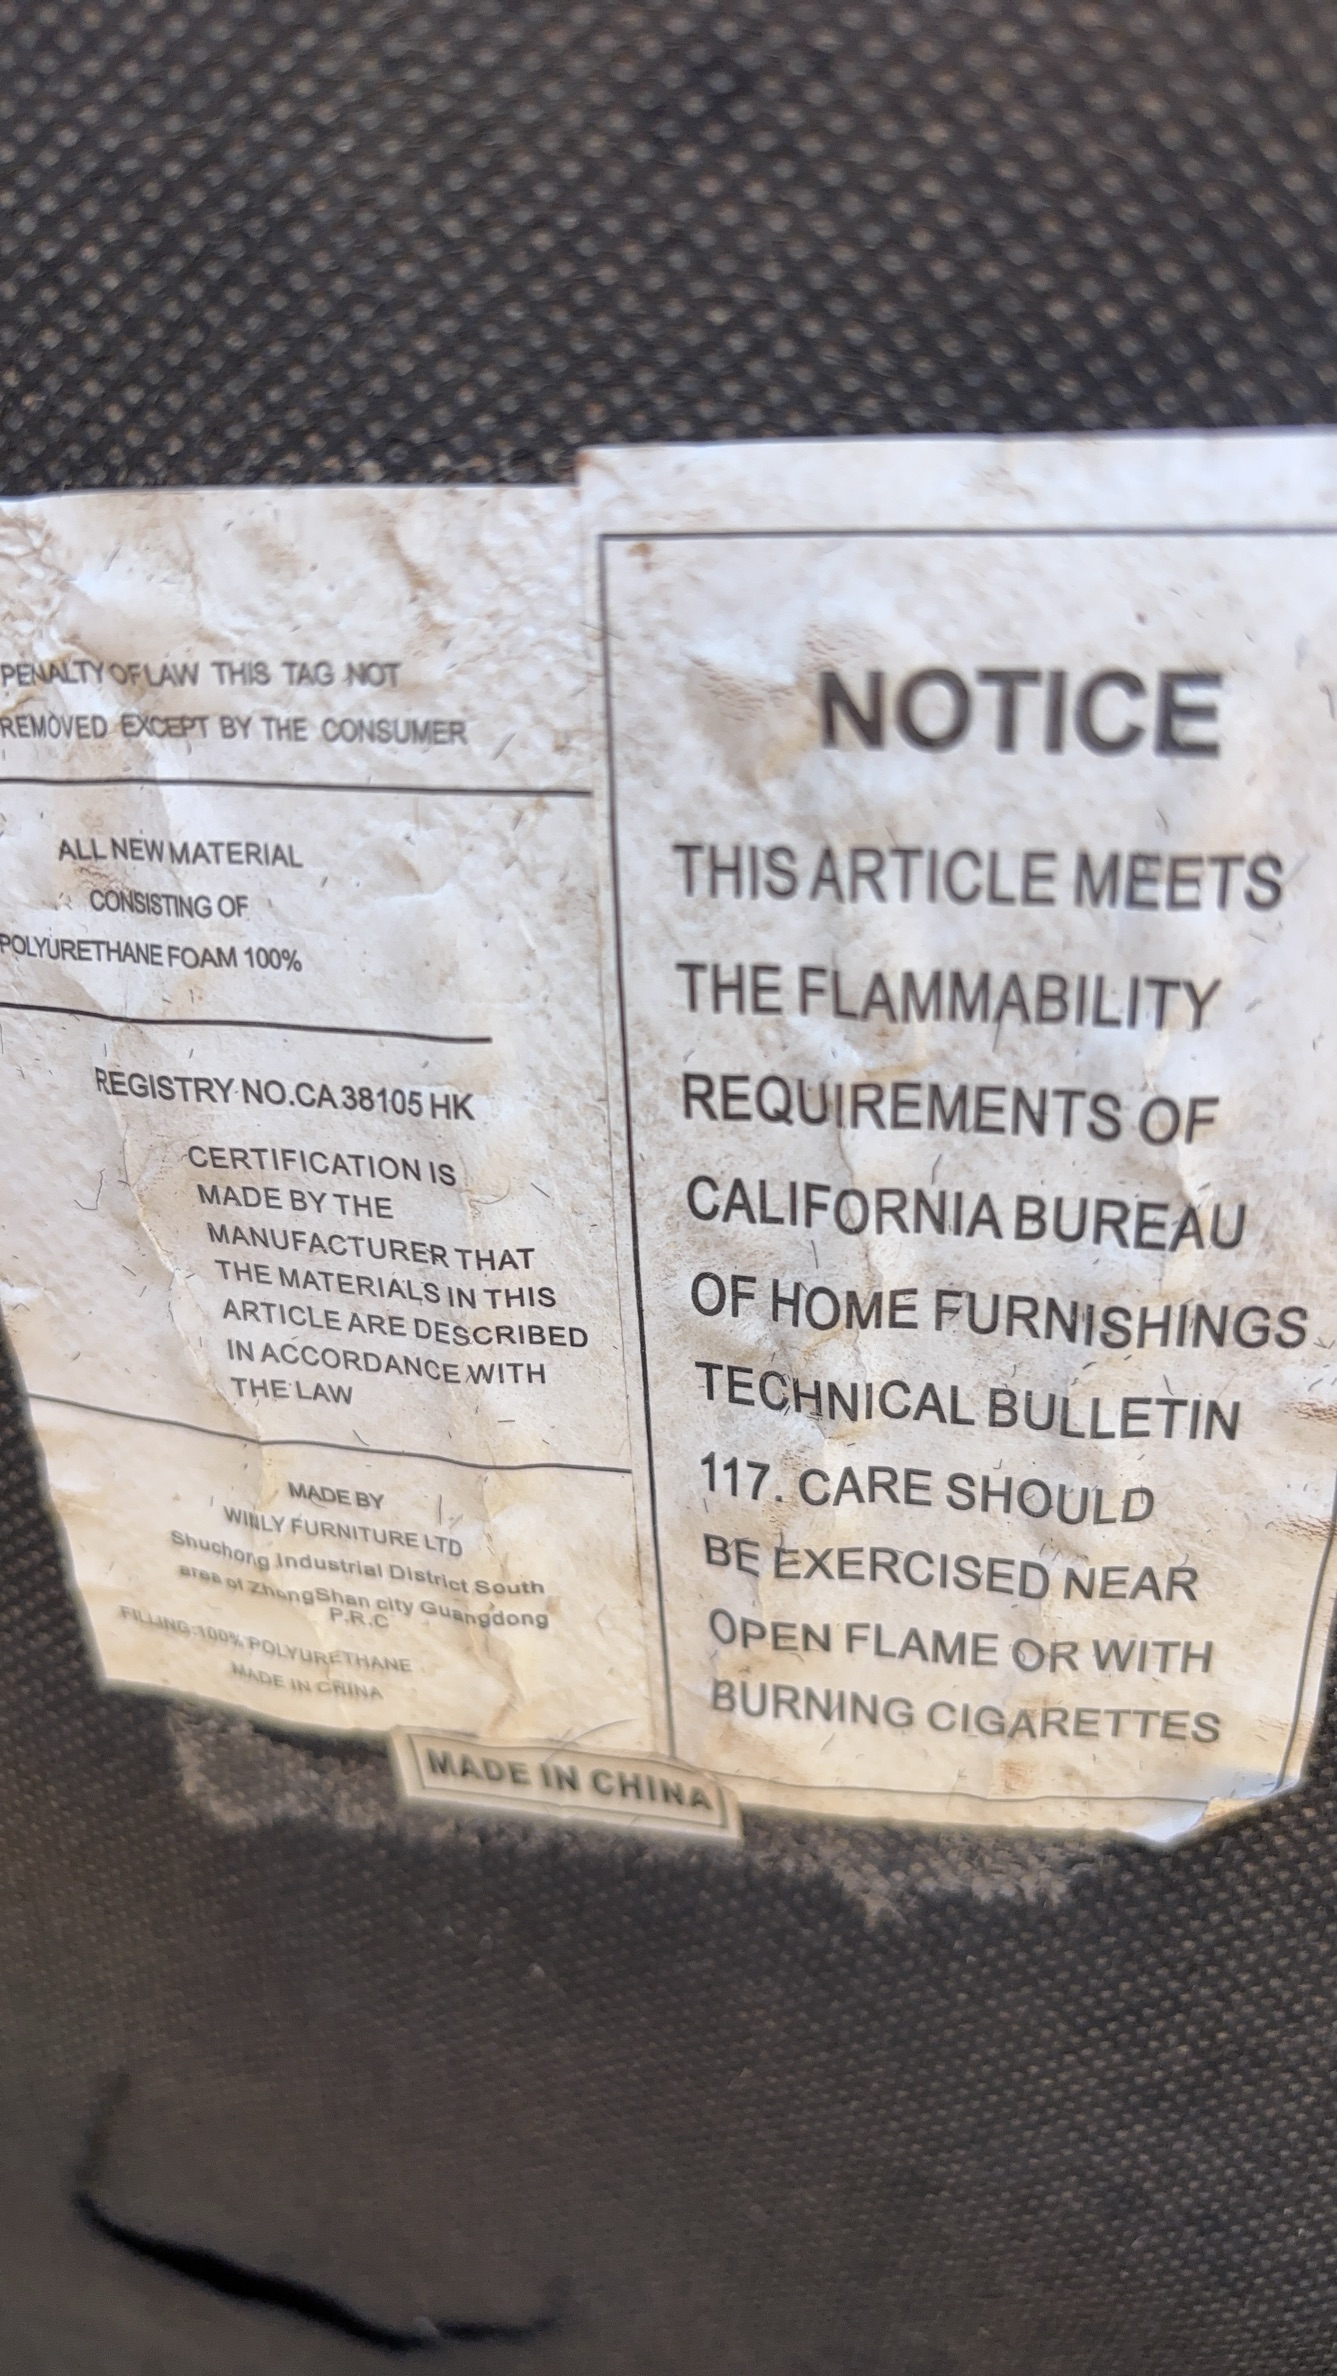 PENALTY OF LAW THIS TAG NOT
REMOVED EXCEPT BY THE CONSUMER
ALL NEW MATERIAL
CONSISTING OF
POLYURETHANE FOAM 100%
REGISTRY NO.CA 38105 HK
CERTIFICATION IS
MADE BY THE
MANUFACTURER THAT
THE MATERIALS IN THIS
ARTICLE ARE DESCRIBED
IN ACCORDANCE WITH
THE LAW
MADE BY
WINLY FURNITURE LTD
Shuchong Industrial District South
area of ZhongShan city Guangdong
P.R.C
FILLING:100% POLYURETHANE
MADE IN CHINA
NOTICE
THIS ARTICLE MEETS
THE FLAMMABILITY
REQUIREMENTS OF
CALIFORNIA BUREAU
OF HOME FURNISHINGS
TECHNICAL BULLETIN
117. CARE SHOULD
BE EXERCISED NEAR
OPEN FLAME OR WITH
BURNING CIGARETTES
MADE IN CHINA